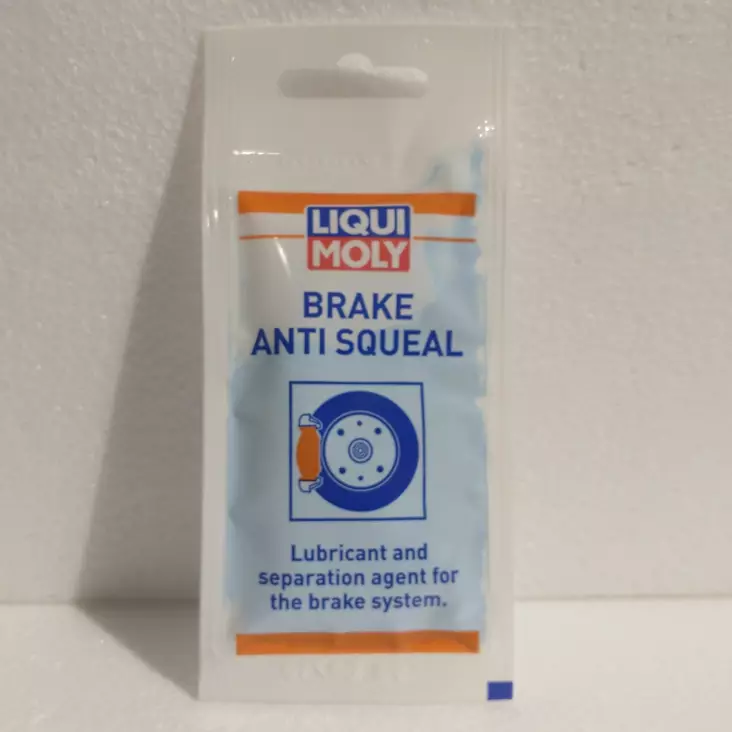 LIQUI
MOLY
BRAKE
ANTI SQUEAL
Lubricant and
separation agent for
the brake system.